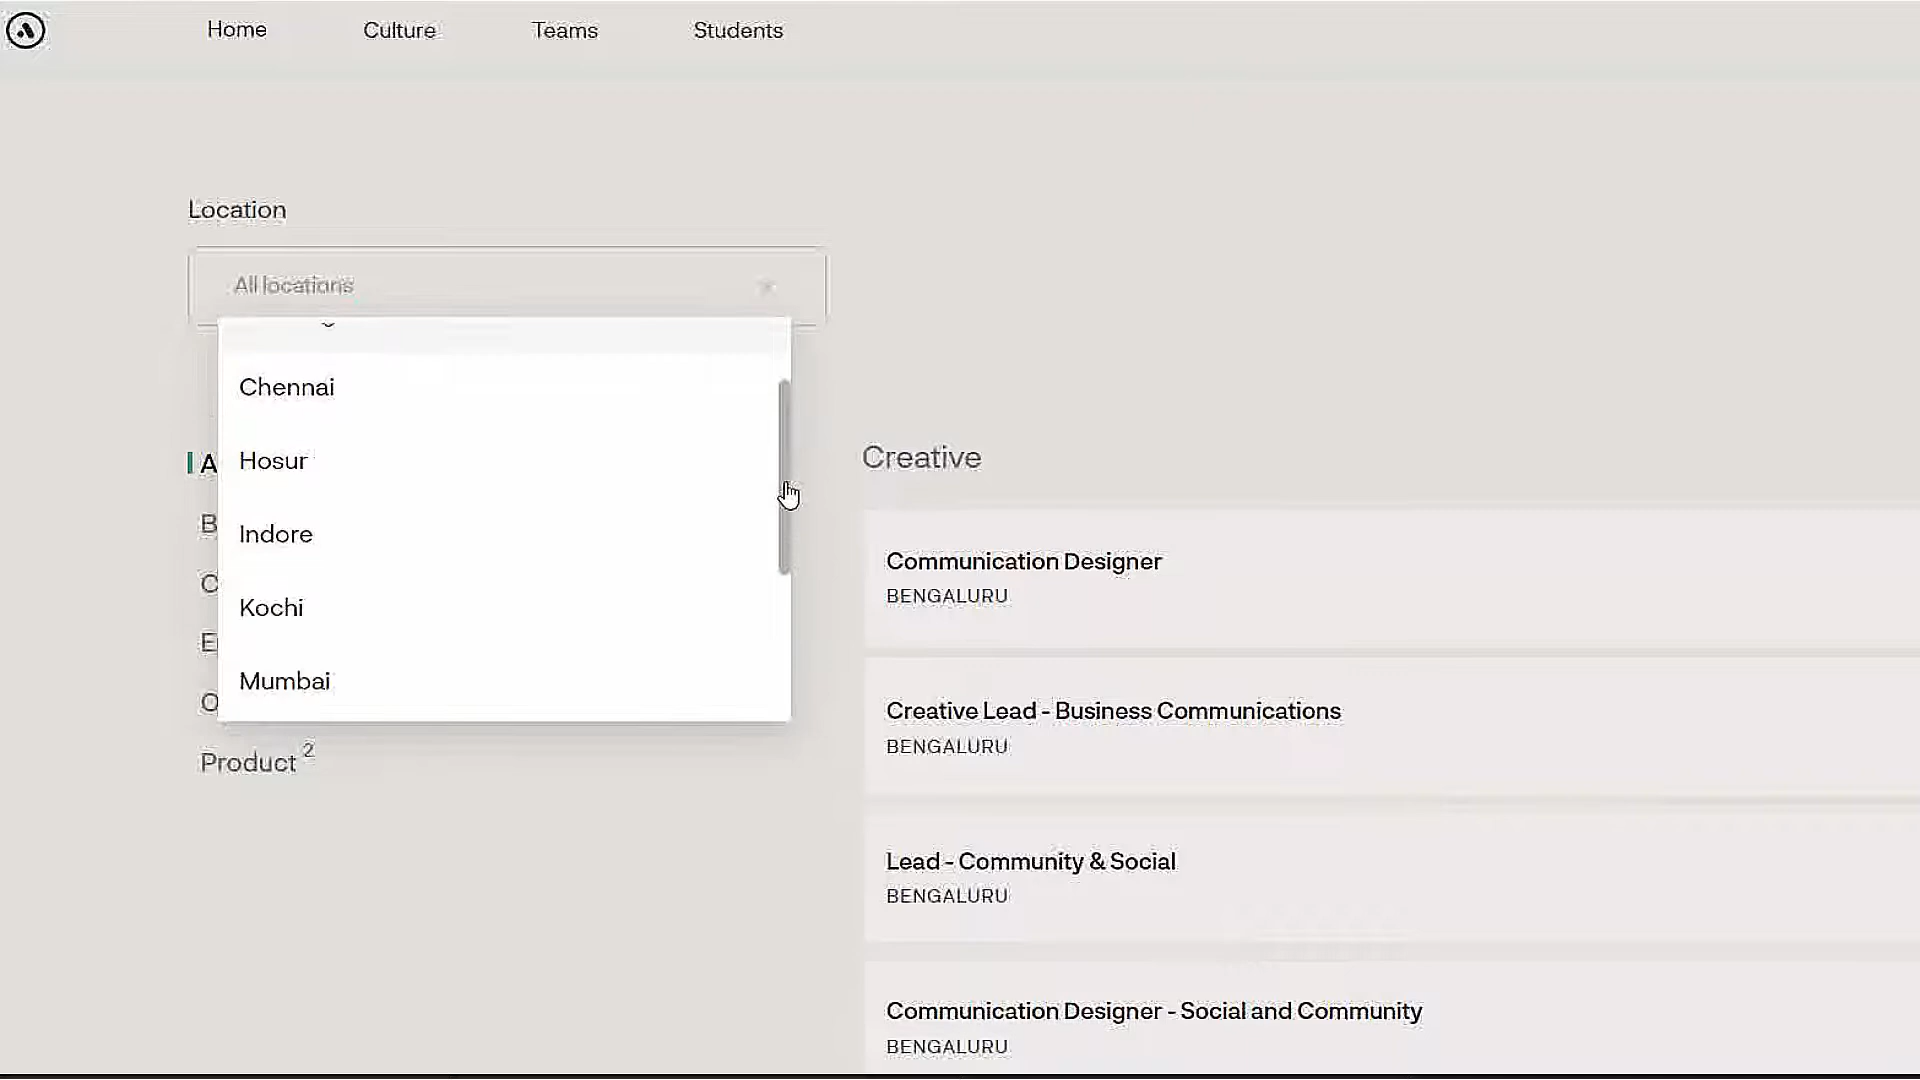 Home Culture Teams Students
Location
All locations
Chennai
Hosur
Indore
Kochi
Mumbai
A
B
C
E
O
Product 2
Creative
Communication Designer
BENGALURU
Creative Lead - Business Communications
BENGALURU
Lead - Community & Social
BENGALURU
Communication Designer - Social and Community
BENGALURU